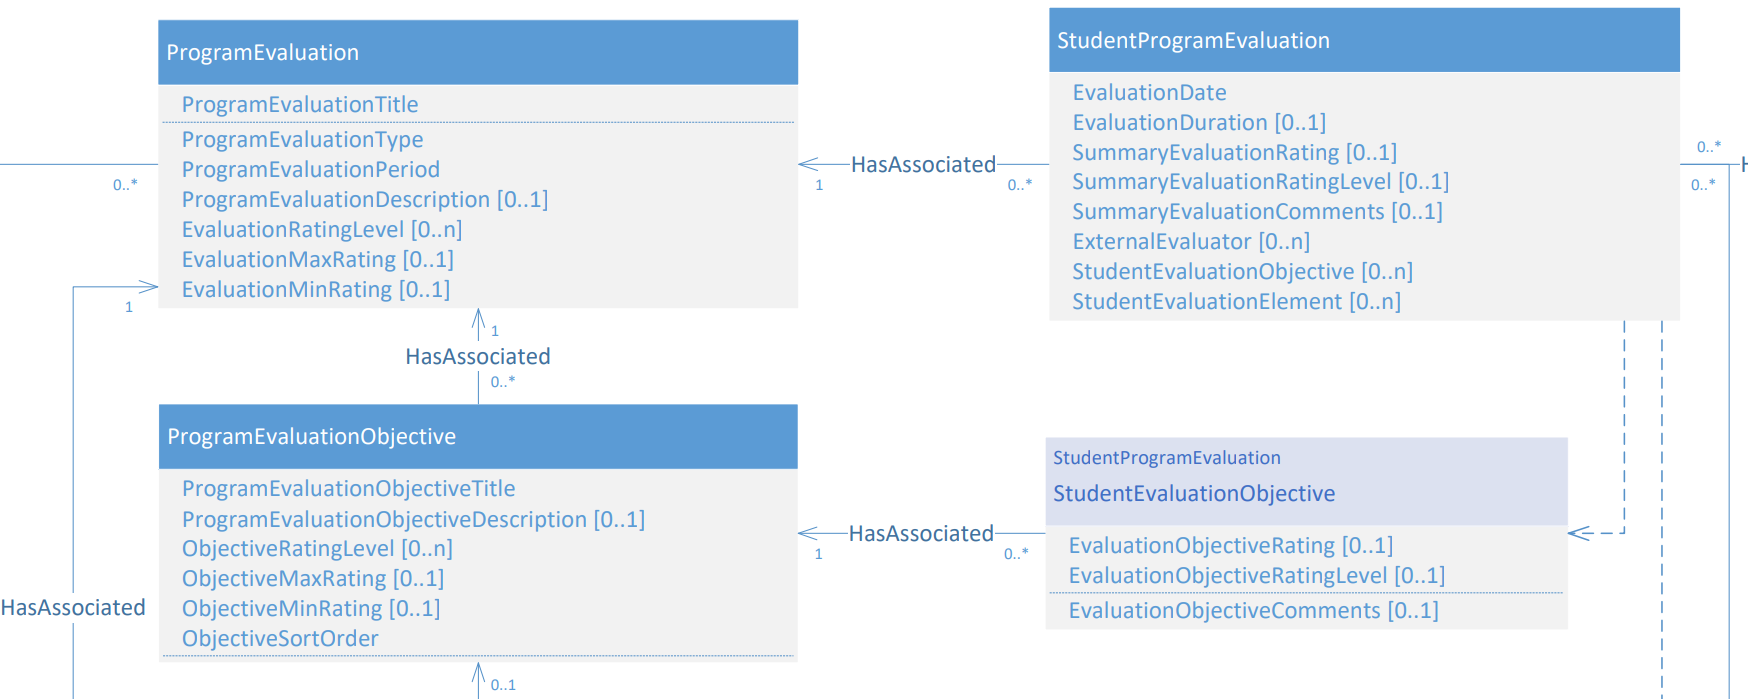 ProgramEvaluation
ProgramEvaluationTitle
ProgramEvaluationType
ProgramEvaluationPeriod
ProgramEvaluationDescription [0..1]
EvaluationRatingLevel [0..n]
EvaluationMaxRating [0..1]
EvaluationMinRating [0..1]
0..*
1
1
HasAssociated
0..*
1
HasAssociated
0..*
StudentProgramEvaluation
EvaluationDate
EvaluationDuration [0..1]
SummaryEvaluationRating [0..1]
SummaryEvaluationRatingLevel [0..1]
SummaryEvaluationComments [0..1]
ExternalEvaluator [0..n]
StudentEvaluationObjective [0..n]
StudentEvaluationElement [0..n]
0..*
0..*
ProgramEvaluationObjective
ProgramEvaluationObjectiveTitle
ProgramEvaluationObjectiveDescription [0..1]
ObjectiveRatingLevel [0..n]
ObjectiveMaxRating [0..1]
ObjectiveMinRating [0..1]
ObjectiveSortOrder
HasAssociated
0..1
1
HasAssociated
0..*
StudentProgramEvaluation
StudentEvaluationObjective
EvaluationObjectiveRating [0..1]
EvaluationObjectiveRatingLevel [0..1]
EvaluationObjectiveComments [0..1]